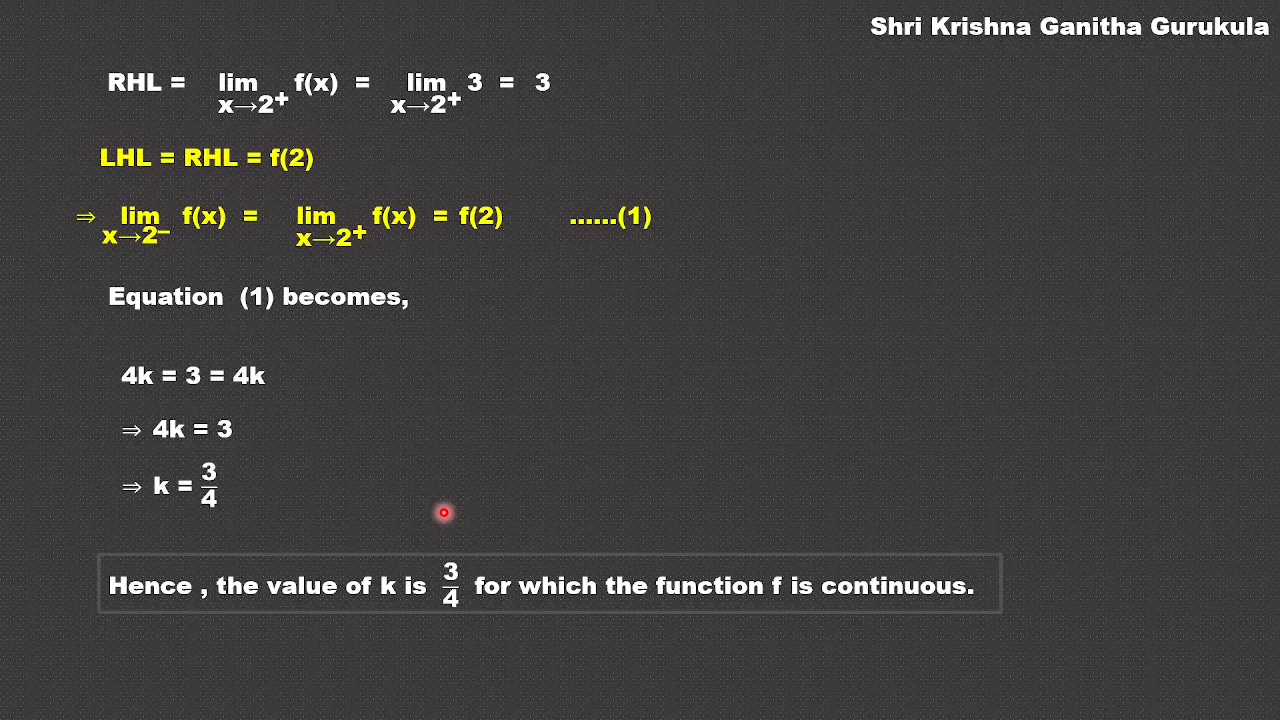 Shri Krishna Ganitha Gurukula
RHL = lim x→2⁺ f(x) = lim x→2⁺ 3 = 3
LHL = RHL = f(2)
⇒ lim x→2⁻ f(x) = lim x→2⁺ f(x) = f(2) ......(1)
Equation (1) becomes,
4k = 3 = 4k
⇒ 4k = 3
⇒ k = 3/4
Hence , the value of k is 3/4 for which the function f is continuous.